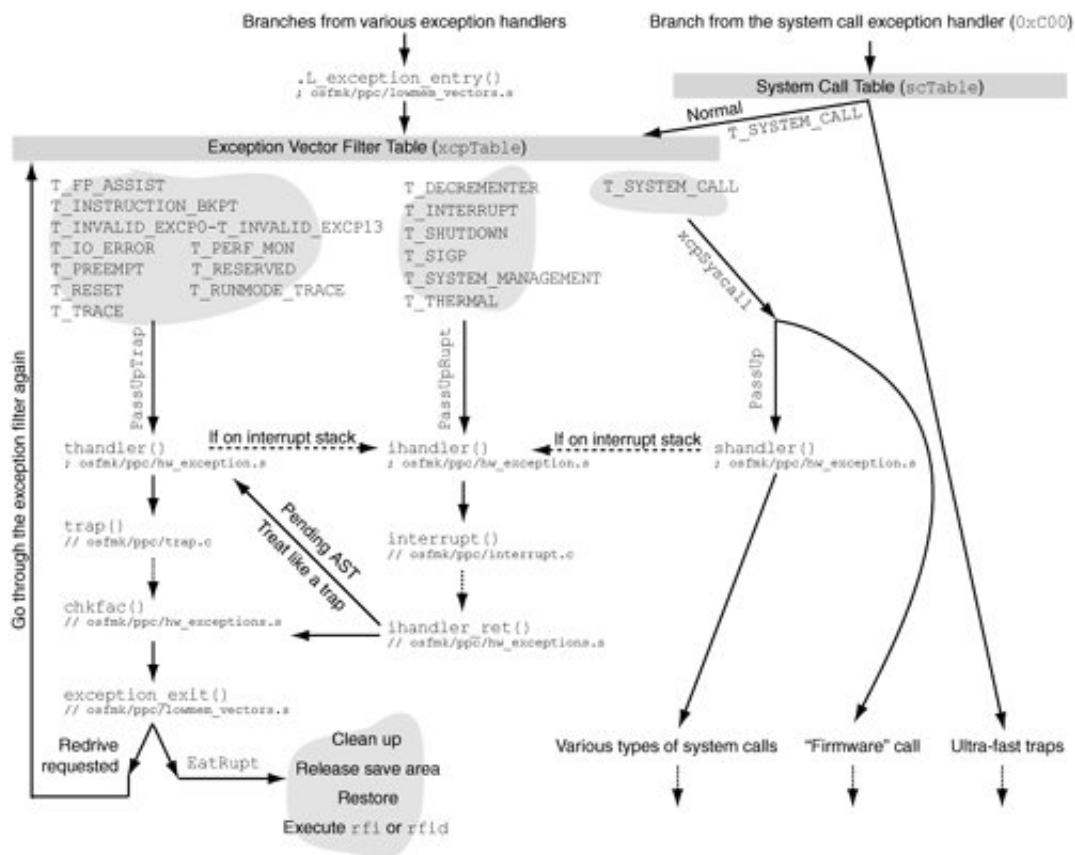 Branches from various exception handlers
Branch from the system call exception handler (0xC00)
.L_exception_entry()
; osfmk/ppc/lowmem_vectors.s
System Call Table (scTable)
Normal
T_SYSTEM_CALL
Exception Vector Filter Table (xcpTable)
T_FP_ASSIST
T_INSTRUCTION_BKPT
T_INVALID_EXCP0-T_INVALID_EXCP13
T_IO_ERROR T_PERF_MON
T_PREEMPT T_RESERVED
T_RESET T_RUNMODE_TRACE
T_TRACE
T_DECREMENTER
T_INTERRUPT
T_SHUTDOWN
T_SIGP
T_SYSTEM_MANAGEMENT
T_THERMAL
T_SYSTEM_CALL
xcpSyscall
PassUpTrap
PassUpRupt
PassUp
Go through the exception filter again
thandler()
; osfmk/ppc/hw_exception.s
If on interrupt stack
ihandler()
; osfmk/ppc/hw_exception.s
If on interrupt stack
shandler()
; osfmk/ppc/hw_exception.s
trap()
// osfmk/ppc/trap.c
Pending AST
Treat like a trap
interrupt()
// osfmk/ppc/interrupt.c
chkfac()
// osfmk/ppc/hw_exceptions.s
ihandler_ret()
// osfmk/ppc/hw_exceptions.s
exception_exit()
// osfmk/ppc/lowmem_vectors.s
Redrive
requested
EatRupt
Clean up
Release save area
Restore
Execute rfi or rfid
Various types of system calls
“Firmware” call
Ultra-fast traps